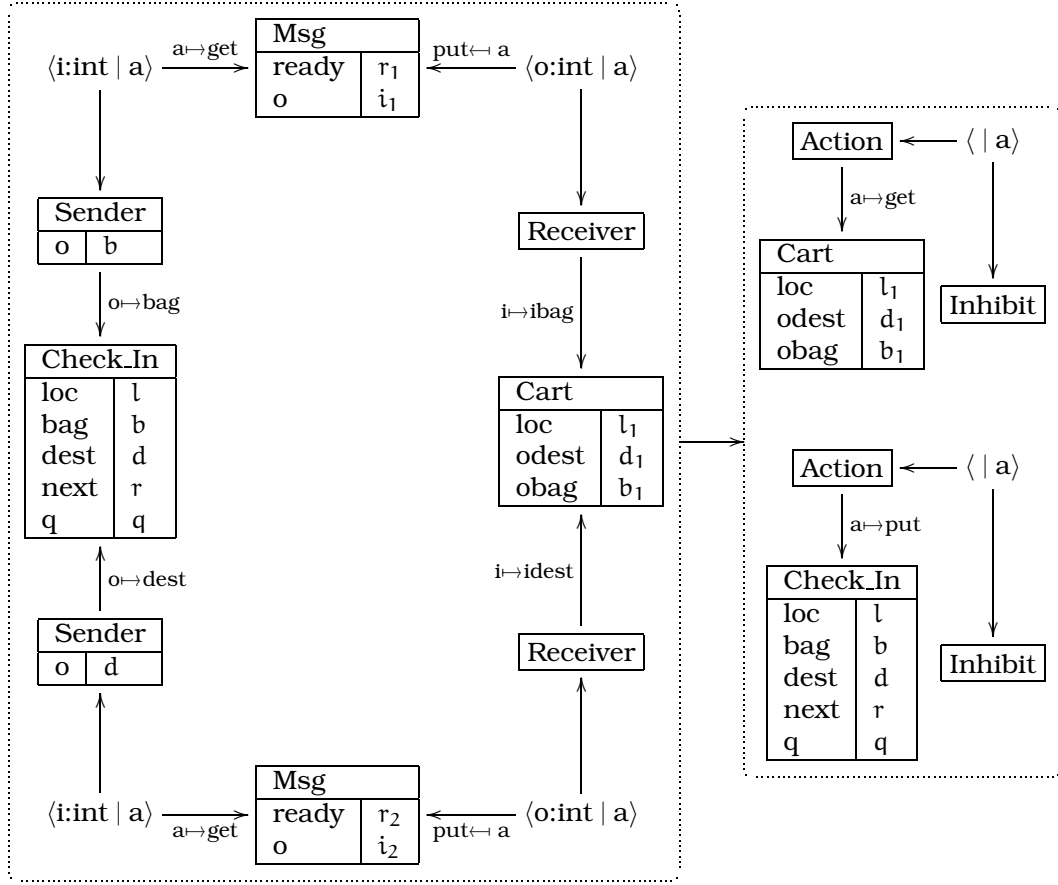 ⟨i:int | a⟩ a↦get Msg put↤a ⟨o:int | a⟩
ready r₁
o i₁
Sender
o b
Receiver
o↦bag
i↦ibag
Check_In
loc l
bag b
dest d
next r
q q
Cart
loc l₁
odest d₁
obag b₁
o↦dest
i↦idest
Sender
o d
Receiver
⟨i:int | a⟩ a↦get Msg put↤a ⟨o:int | a⟩
ready r₂
o i₂
Action ⟨ | a⟩
a↦get
Cart
loc l₁
odest d₁
obag b₁
Inhibit
Action ⟨ | a⟩
a↦put
Check_In
loc l
bag b
dest d
next r
q q
Inhibit